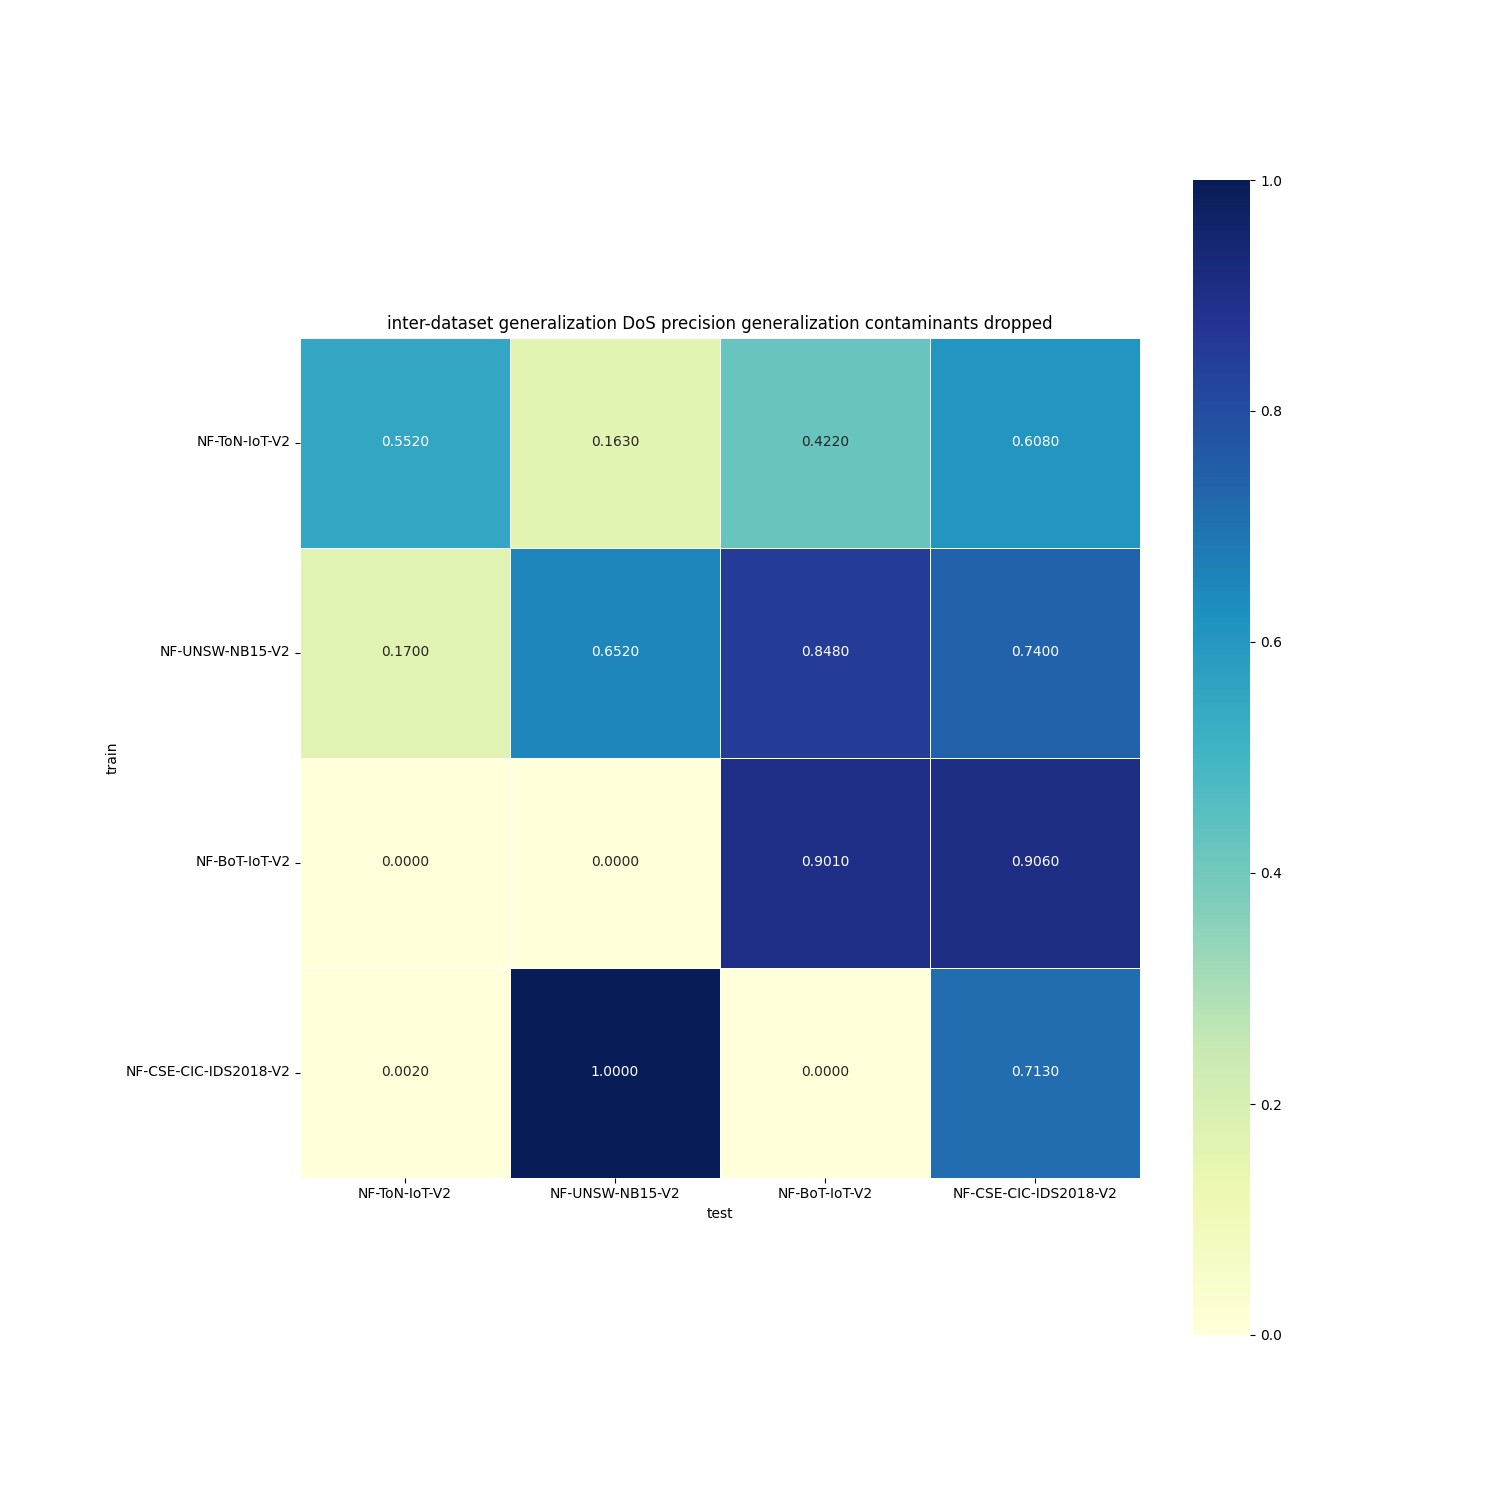 inter-dataset generalization DoS precision generalization contaminants dropped
train
NF-ToN-IoT-V2 0.5520 0.1630 0.4220 0.6080
NF-UNSW-NB15-V2 0.1700 0.6520 0.8480 0.7400
NF-BoT-IoT-V2 0.0000 0.0000 0.9010 0.9060
NF-CSE-CIC-IDS2018-V2 0.0020 1.0000 0.0000 0.7130
NF-ToN-IoT-V2 NF-UNSW-NB15-V2 NF-BoT-IoT-V2 NF-CSE-CIC-IDS2018-V2
test
1.0
0.8
0.6
0.4
0.2
0.0